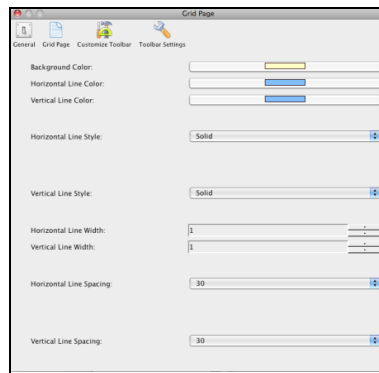 Grid Page
General Grid Page Customize Toolbar Toolbar Settings
Background Color:
Horizontal Line Color:
Vertical Line Color:
Horizontal Line Style: Solid
Vertical Line Style: Solid
Horizontal Line Width: 1
Vertical Line Width: 1
Horizontal Line Spacing: 30
Vertical Line Spacing: 30